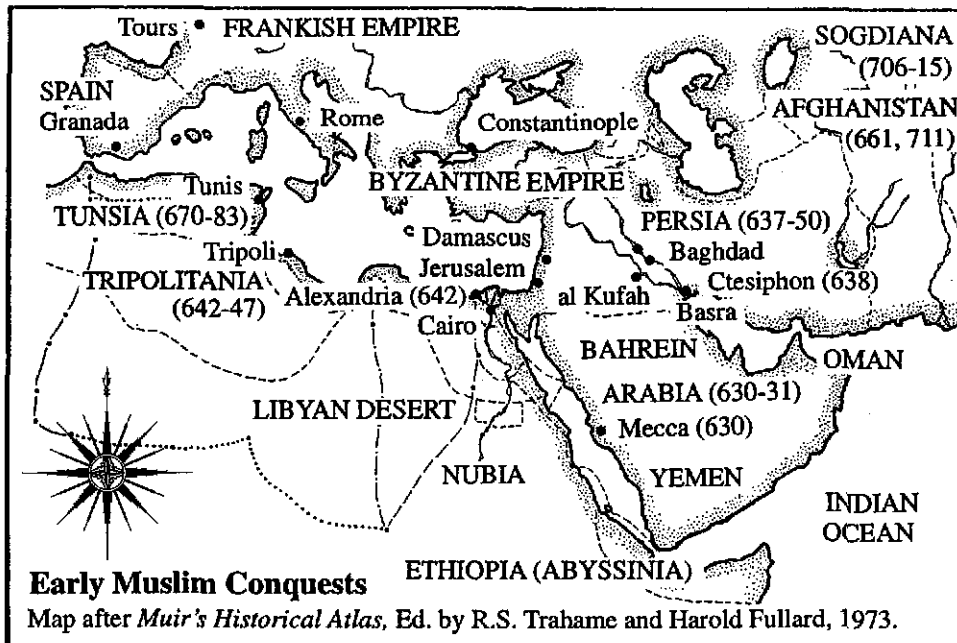 Tours
FRANKISH EMPIRE
SOGDIANA
(706-15)
SPAIN
Granada
Rome
Constantinople
AFGHANISTAN
(661, 711)
Tunis
TUNSIA (670-83)
BYZANTINE EMPIRE
PERSIA (637-50)
Tripoli
TRIPOLITANIA
(642-47)
Damascus
Jerusalem
Baghdad
Ctesiphon (638)
Alexandria (642)
al Kufah
Basra
Cairo
BAHREIN
OMAN
ARABIA (630-31)
LIBYAN DESERT
Mecca (630)
NUBIA
YEMEN
INDIAN
OCEAN
ETHIOPIA (ABYSSINIA)
Early Muslim Conquests
Map after Muir's Historical Atlas, Ed. by R.S. Trahame and Harold Fullard, 1973.